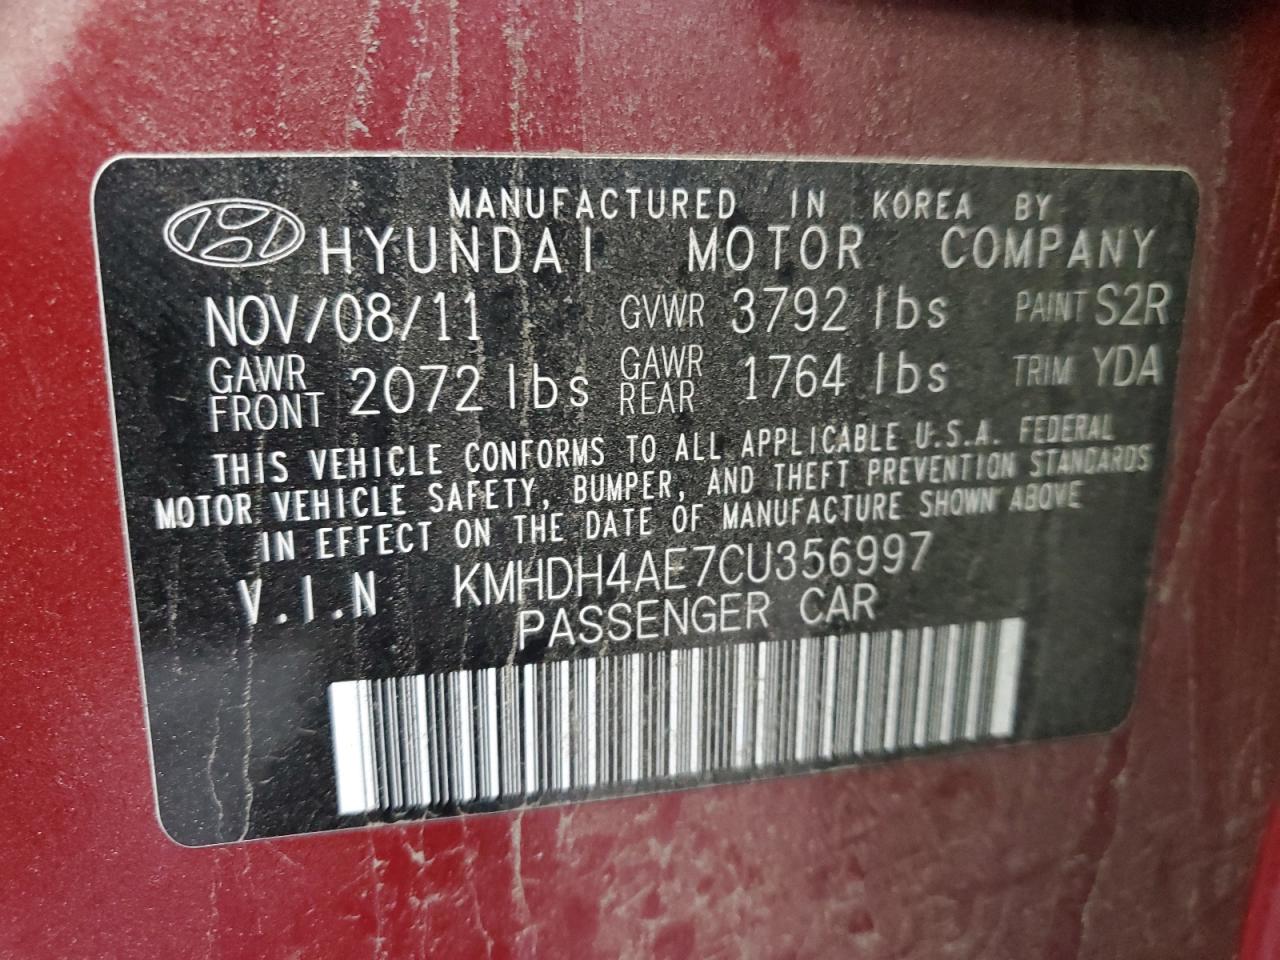 MANUFACTURED IN KOREA BY
HYUNDAI MOTOR COMPANY
NOV/08/11 GVWR 3792 lbs PAINT S2R
GAWR FRONT 2072 lbs GAWR REAR 1764 lbs TRIM YDA
THIS VEHICLE CONFORMS TO ALL APPLICABLE U.S.A. FEDERAL
MOTOR VEHICLE SAFETY, BUMPER, AND THEFT PREVENTION STANDARDS
IN EFFECT ON THE DATE OF MANUFACTURE SHOWN ABOVE
V.I.N KMHDH4AE7CU356997
PASSENGER CAR